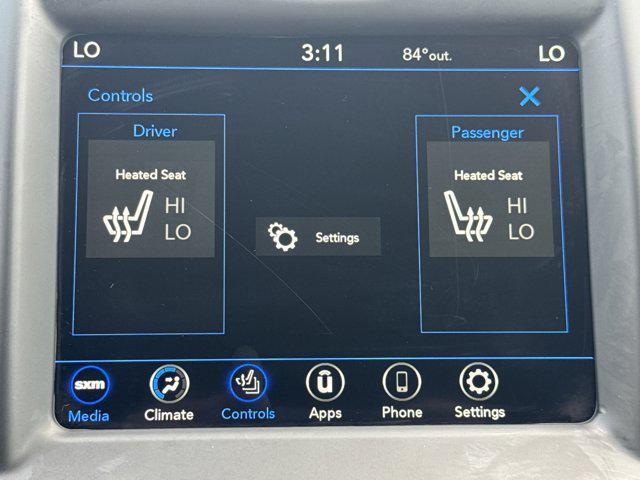 LO 3:11 84°out. LO
Controls
Driver Passenger
Heated Seat Heated Seat
HI HI
LO LO
Settings
sxm
Media Climate Controls Apps Phone Settings